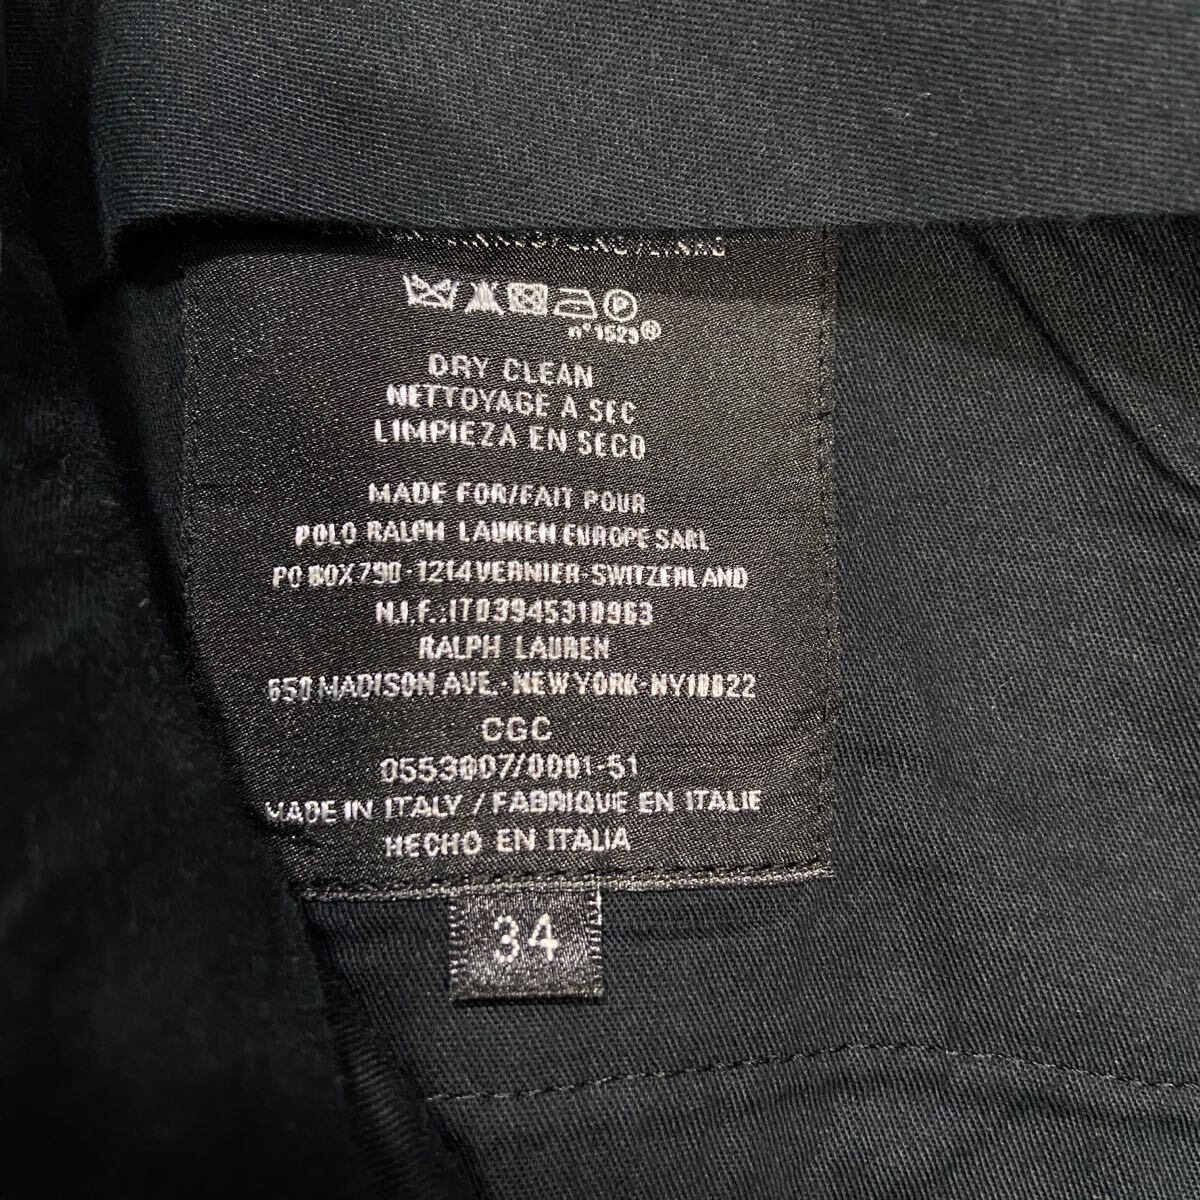 P
n° 1529®
DRY CLEAN
NETTOYAGE A SEC
LIMPIEZA EN SECO
MADE FOR/FAIT POUR
POLO RALPH LAUREN EUROPE SARL
PO BOX 790 - 1214 VERNIER - SWITZERLAND
N.I.F.:IT03945310963
RALPH LAUREN
650 MADISON AVE. - NEW YORK - NY10022
CGC
0553807/0001-51
MADE IN ITALY / FABRIQUE EN ITALIE
HECHO EN ITALIA
34